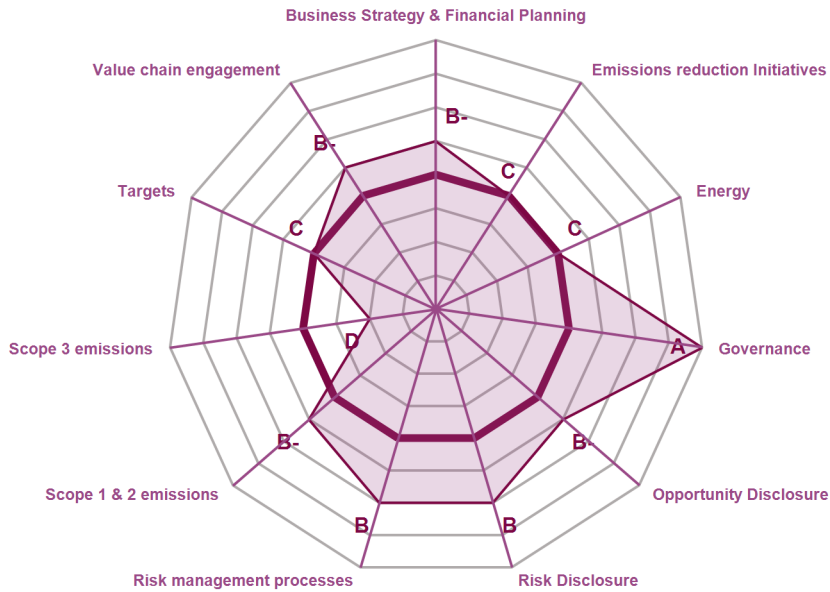 Business Strategy & Financial Planning
Value chain engagement
Emissions reduction Initiatives
B-
B-
C
Targets
Energy
C
C
Scope 3 emissions
D
A
Governance
B-
B-
Scope 1 & 2 emissions
Opportunity Disclosure
B
B
Risk management processes
Risk Disclosure